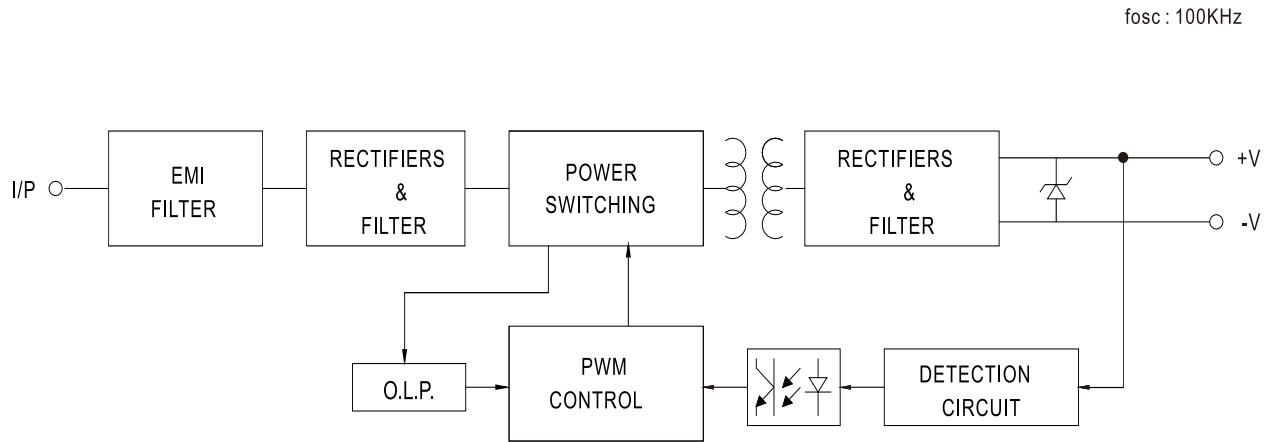 fosc : 100KHz
I/P
EMI
FILTER
RECTIFIERS
&
FILTER
POWER
SWITCHING
RECTIFIERS
&
FILTER
+V
-V
O.L.P.
PWM
CONTROL
DETECTION
CIRCUIT